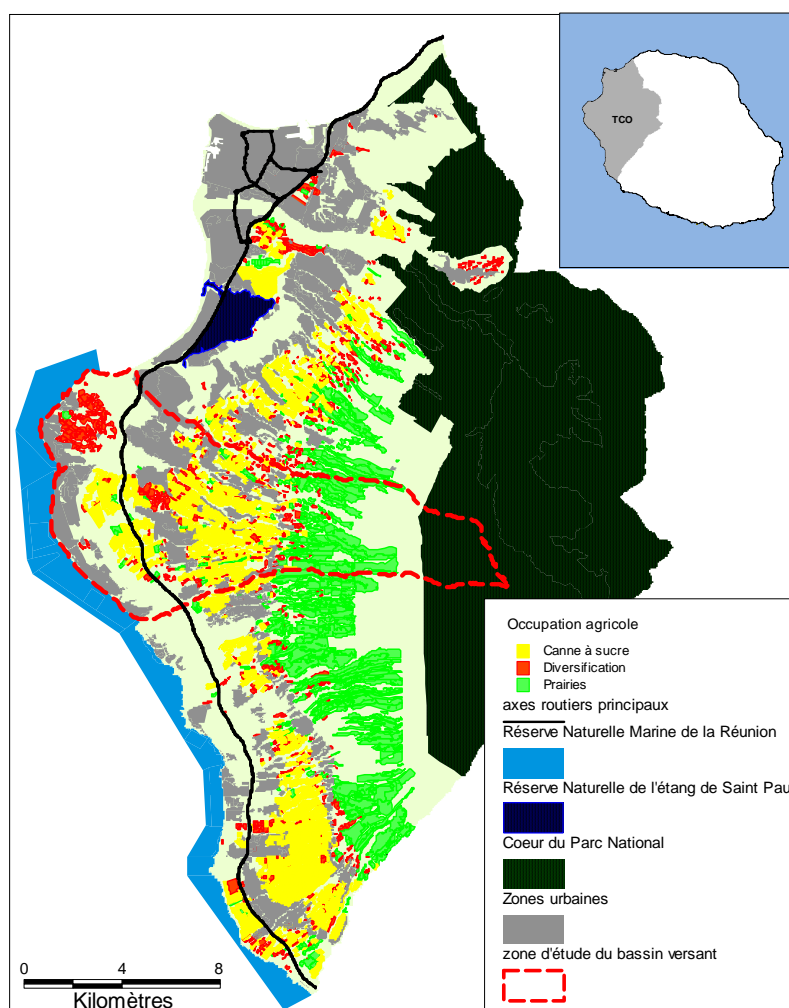 TCO
Occupation agricole
Canne à sucre
Diversification
Prairies
axes routiers principaux
Réserve Naturelle Marine de la Réunion
Réserve Naturelle de l'étang de Saint Pau
Coeur du Parc National
Zones urbaines
zone d'étude du bassin versant
0 4 8
Kilomètres